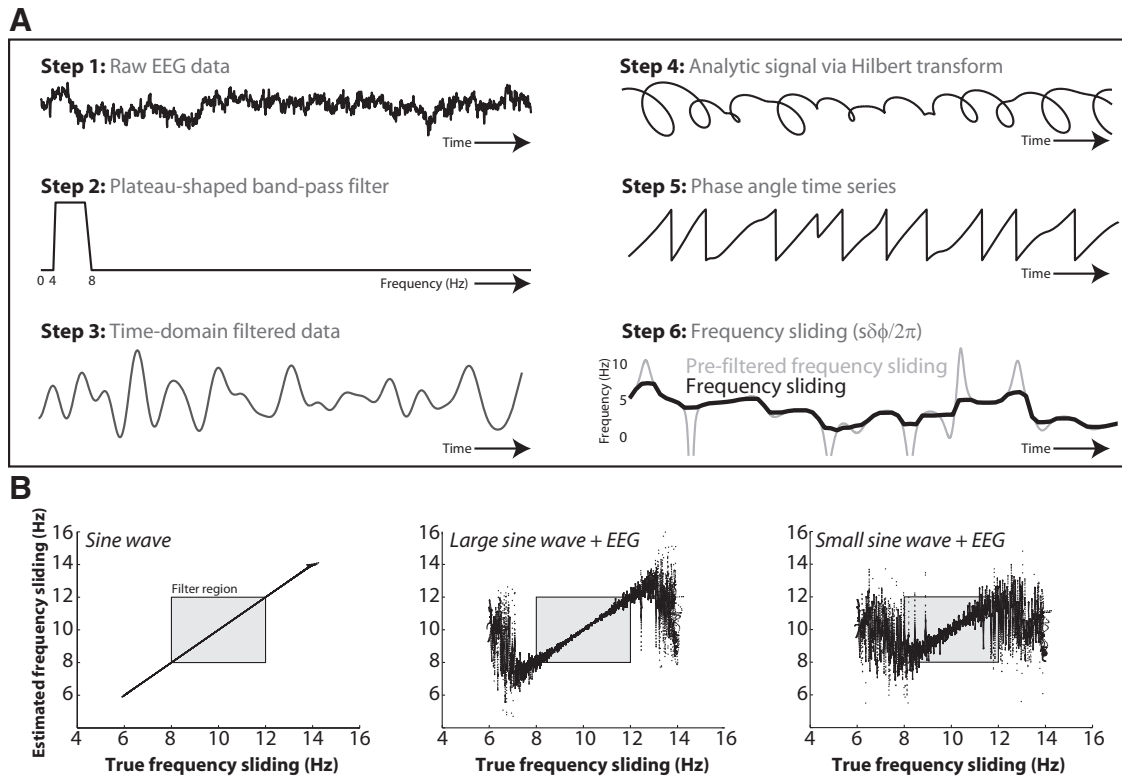 A
Step 1: Raw EEG data
Time
Step 2: Plateau-shaped band-pass filter
0 4 8
Frequency (Hz)
Step 3: Time-domain filtered data
Time
Step 4: Analytic signal via Hilbert transform
Time
Step 5: Phase angle time series
Time
Step 6: Frequency sliding (sδϕ/2π)
Frequency (Hz)
10
5
0
Pre-filtered frequency sliding
Frequency sliding
Time
B
Estimated frequency sliding (Hz)
16
14
12
10
8
6
Sine wave
Filter region
4 6 8 10 12 14 16
True frequency sliding (Hz)
16
14
12
10
8
6
Large sine wave + EEG
4 6 8 10 12 14 16
True frequency sliding (Hz)
16
14
12
10
8
6
Small sine wave + EEG
4 6 8 10 12 14 16
True frequency sliding (Hz)